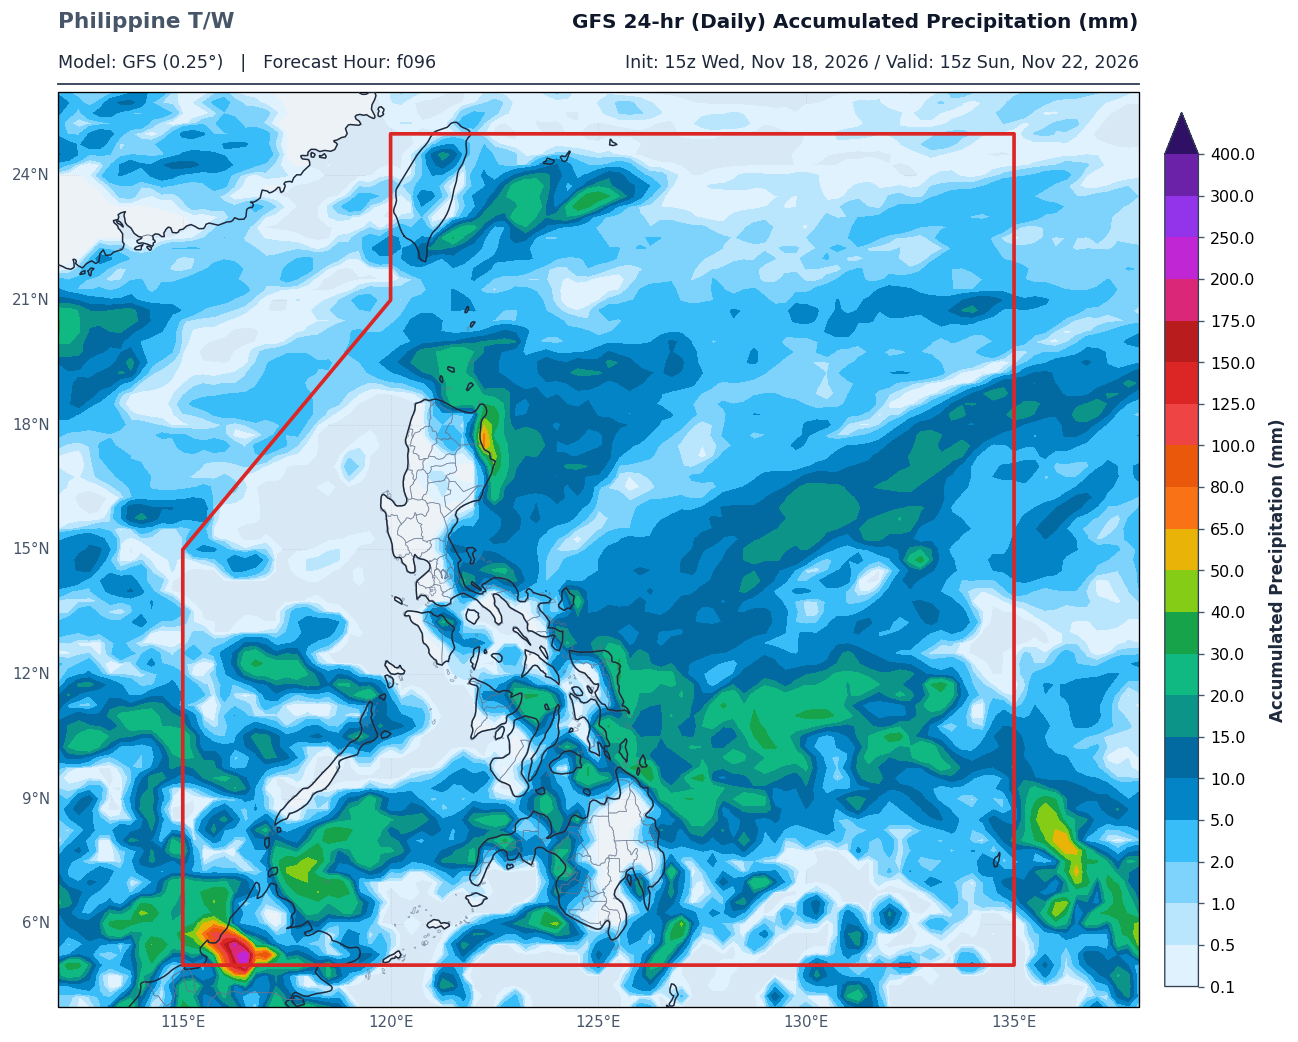 Philippine T/W
GFS 24-hr (Daily) Accumulated Precipitation (mm)
Model: GFS (0.25°)   |   Forecast Hour: f096
Init: 15z Wed, Nov 18, 2026 / Valid: 15z Sun, Nov 22, 2026
24°N
21°N
18°N
15°N
12°N
9°N
6°N
115°E
120°E
125°E
130°E
135°E
400.0
300.0
250.0
200.0
175.0
150.0
125.0
100.0
80.0
65.0
50.0
40.0
30.0
20.0
15.0
10.0
5.0
2.0
1.0
0.5
0.1
Accumulated Precipitation (mm)